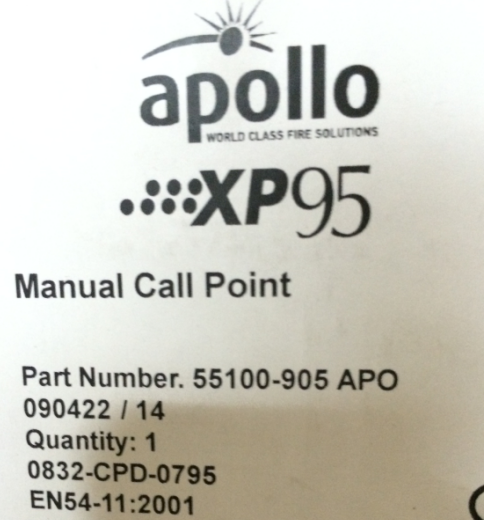 apollo
WORLD CLASS FIRE SOLUTIONS
XP95
Manual Call Point
Part Number. 55100-905 APO
090422 / 14
Quantity: 1
0832-CPD-0795
EN54-11:2001